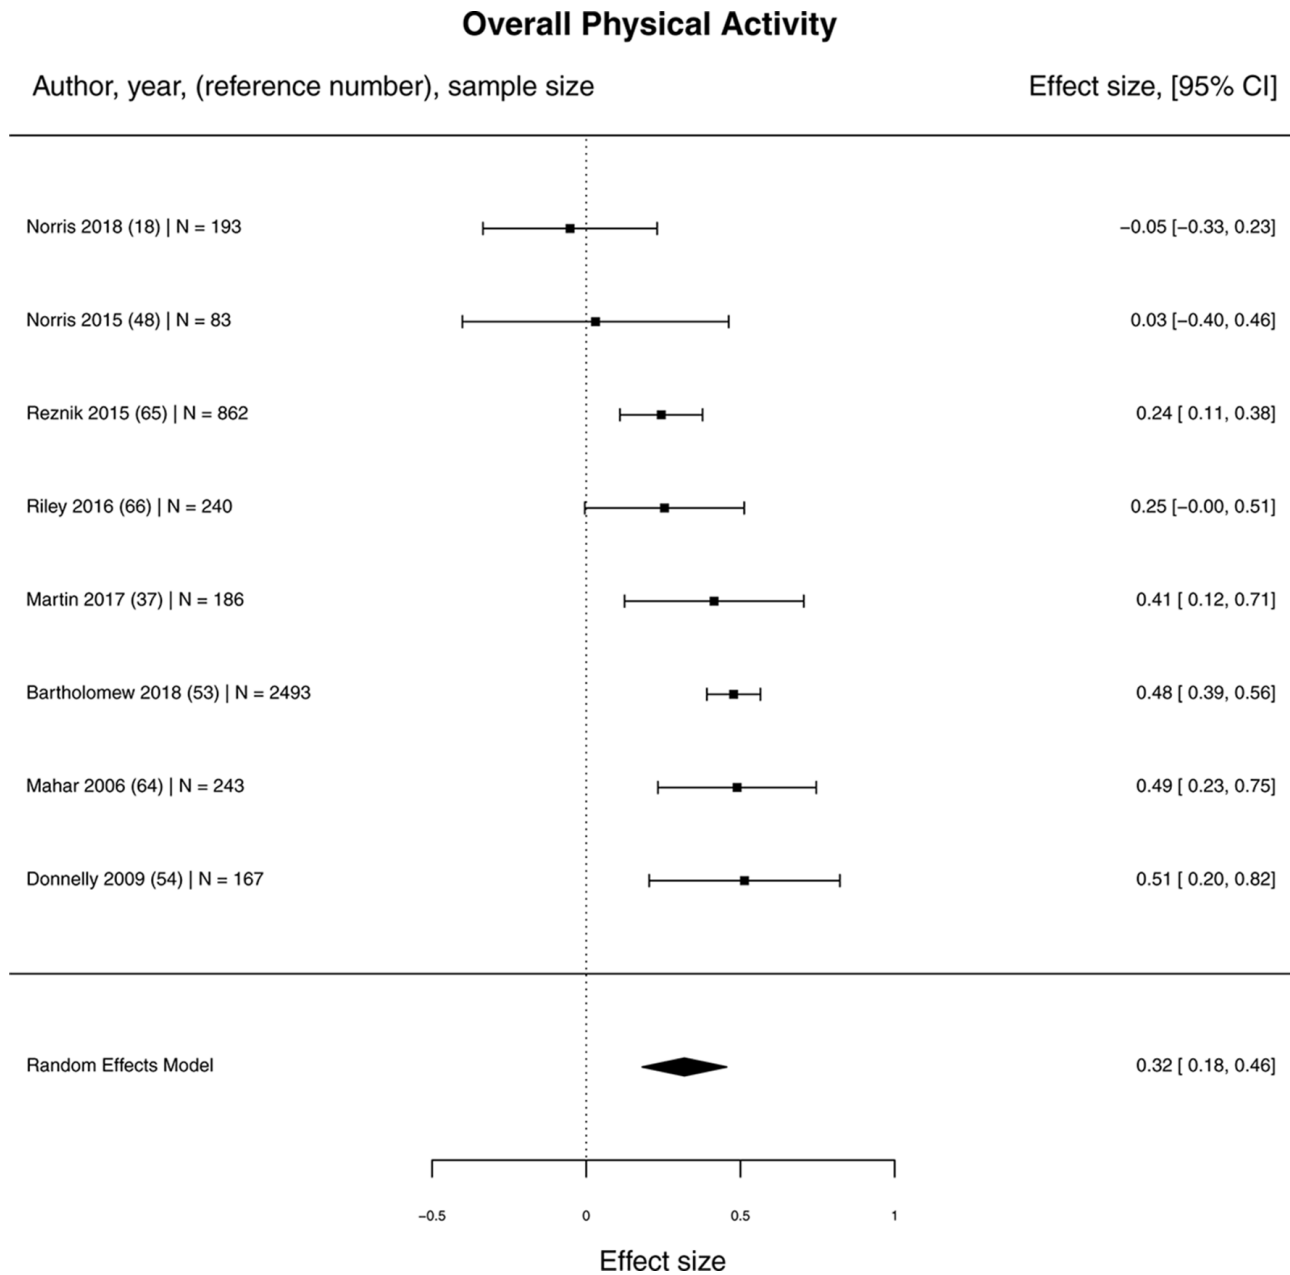 Overall Physical Activity
Author, year, (reference number), sample size Effect size, [95% CI]
Norris 2018 (18) | N = 193 −0.05 [−0.33, 0.23]
Norris 2015 (48) | N = 83 0.03 [−0.40, 0.46]
Reznik 2015 (65) | N = 862 0.24 [ 0.11, 0.38]
Riley 2016 (66) | N = 240 0.25 [−0.00, 0.51]
Martin 2017 (37) | N = 186 0.41 [ 0.12, 0.71]
Bartholomew 2018 (53) | N = 2493 0.48 [ 0.39, 0.56]
Mahar 2006 (64) | N = 243 0.49 [ 0.23, 0.75]
Donnelly 2009 (54) | N = 167 0.51 [ 0.20, 0.82]
Random Effects Model 0.32 [ 0.18, 0.46]
−0.5 0 0.5 1
Effect size